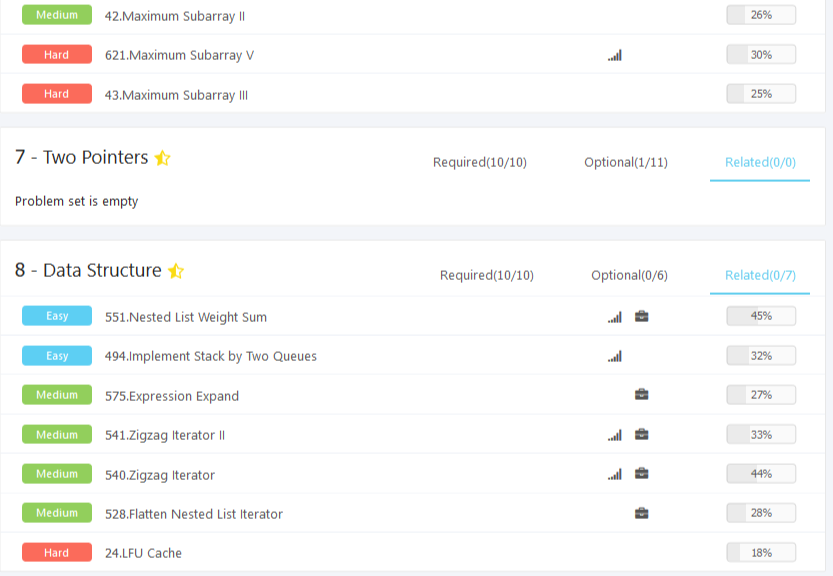 Medium 42.Maximum Subarray II 26%
Hard 621.Maximum Subarray V 30%
Hard 43.Maximum Subarray III 25%
7 - Two Pointers Required(10/10) Optional(1/11) Related(0/0)
Problem set is empty
8 - Data Structure Required(10/10) Optional(0/6) Related(0/7)
Easy 551.Nested List Weight Sum 45%
Easy 494.Implement Stack by Two Queues 32%
Medium 575.Expression Expand 27%
Medium 541.Zigzag Iterator II 33%
Medium 540.Zigzag Iterator 44%
Medium 528.Flatten Nested List Iterator 28%
Hard 24.LFU Cache 18%